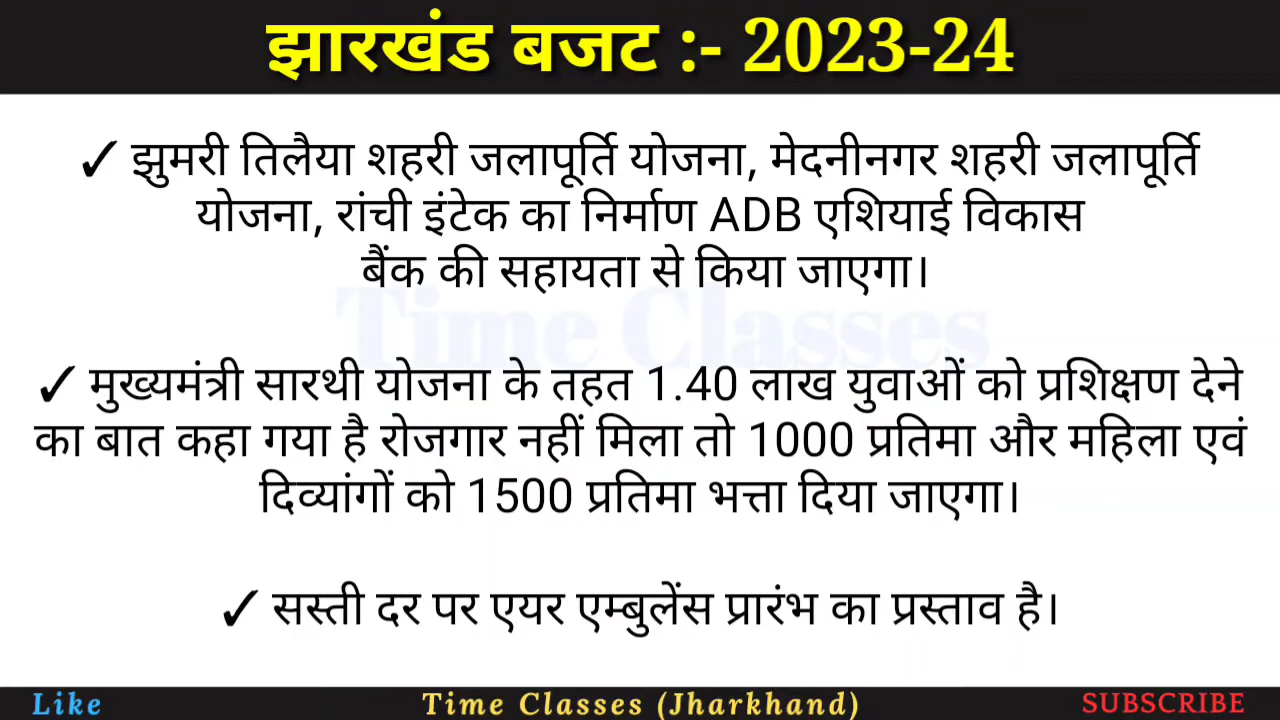 झारखंड बजट :- 2023-24
✓ झुमरी तिलैया शहरी जलापूर्ति योजना, मेदनीनगर शहरी जलापूर्ति
योजना, रांची इंटेक का निर्माण ADB एशियाई विकास
बैंक की सहायता से किया जाएगा।
Time Classes
✓ मुख्यमंत्री सारथी योजना के तहत 1.40 लाख युवाओं को प्रशिक्षण देने
का बात कहा गया है रोजगार नहीं मिला तो 1000 प्रतिमा और महिला एवं
दिव्यांगों को 1500 प्रतिमा भत्ता दिया जाएगा।
✓ सस्ती दर पर एयर एम्बुलेंस प्रारंभ का प्रस्ताव है।
Like Time Classes (Jharkhand) SUBSCRIBE